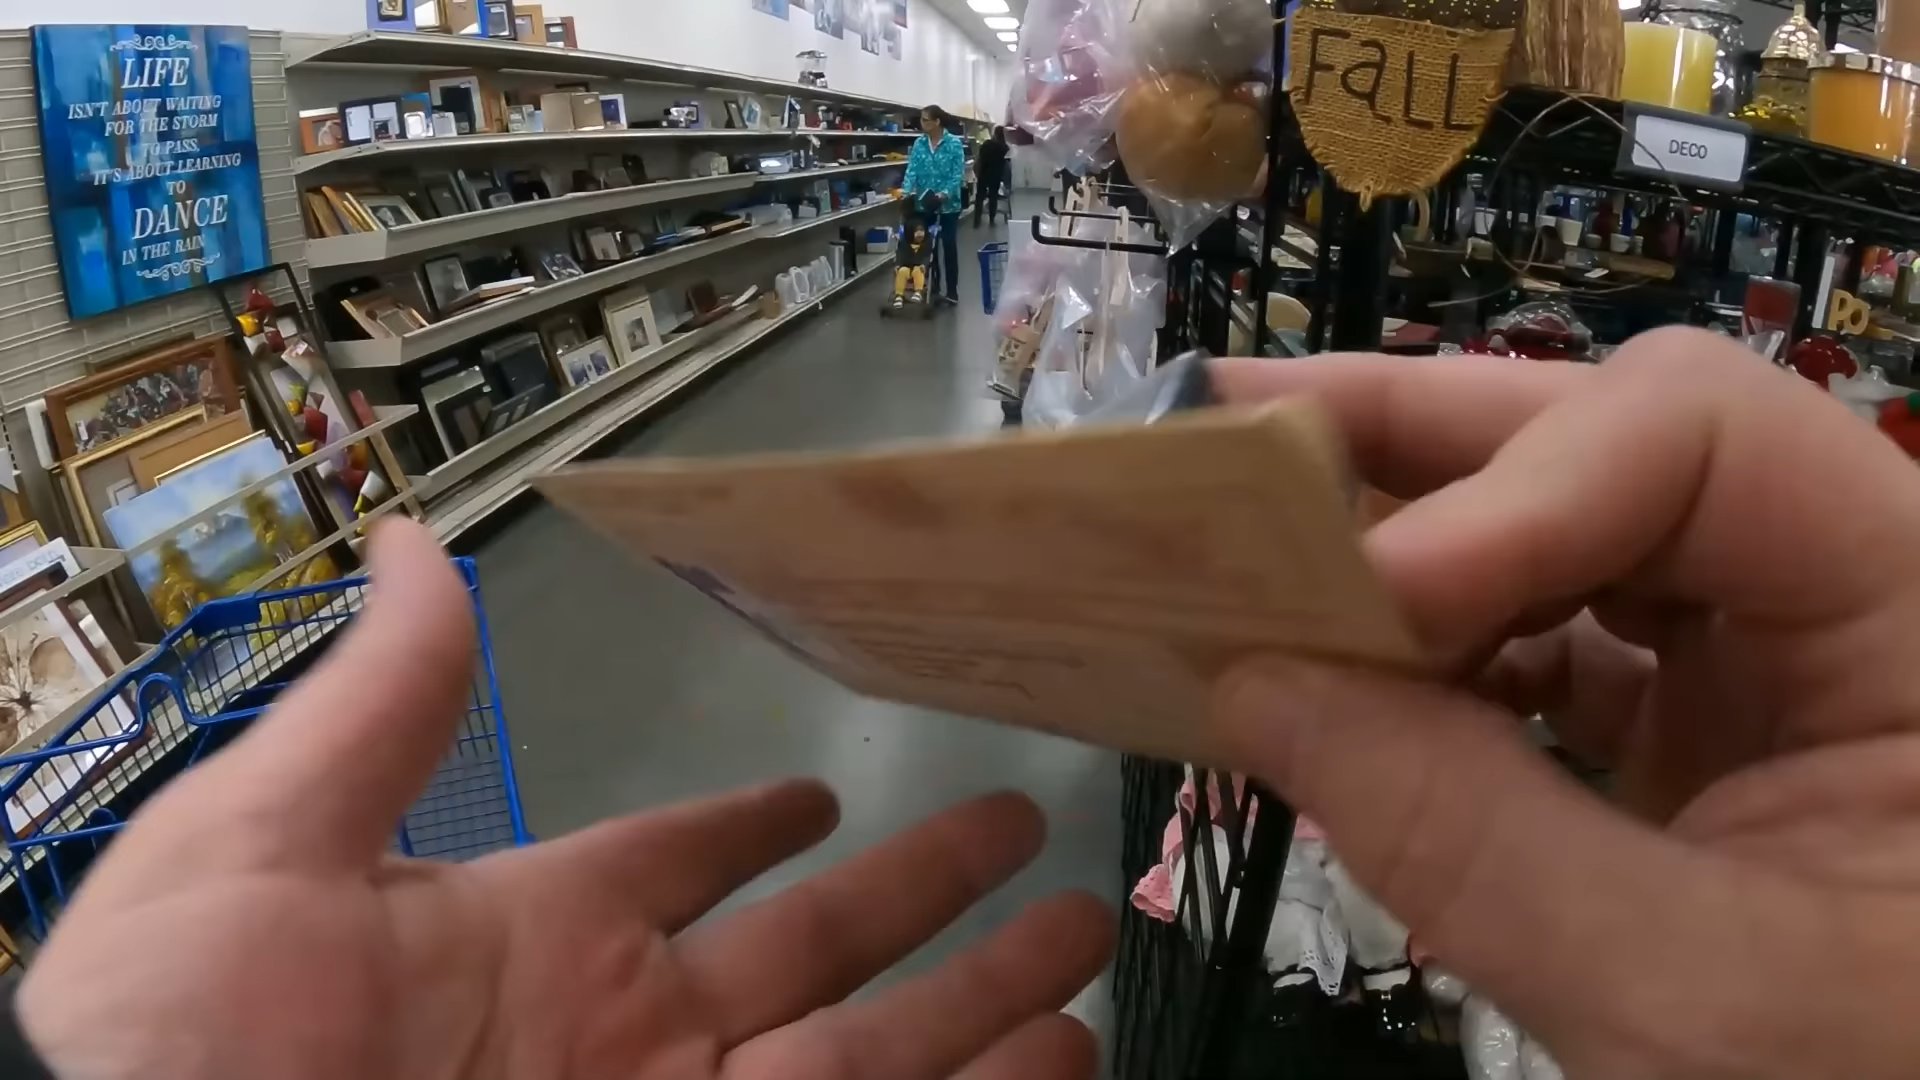 LIFE
ISN'T ABOUT WAITING
FOR THE STORM
TO PASS,
IT'S ABOUT LEARNING
TO
DANCE
IN THE RAIN
FALL
DECO
PO